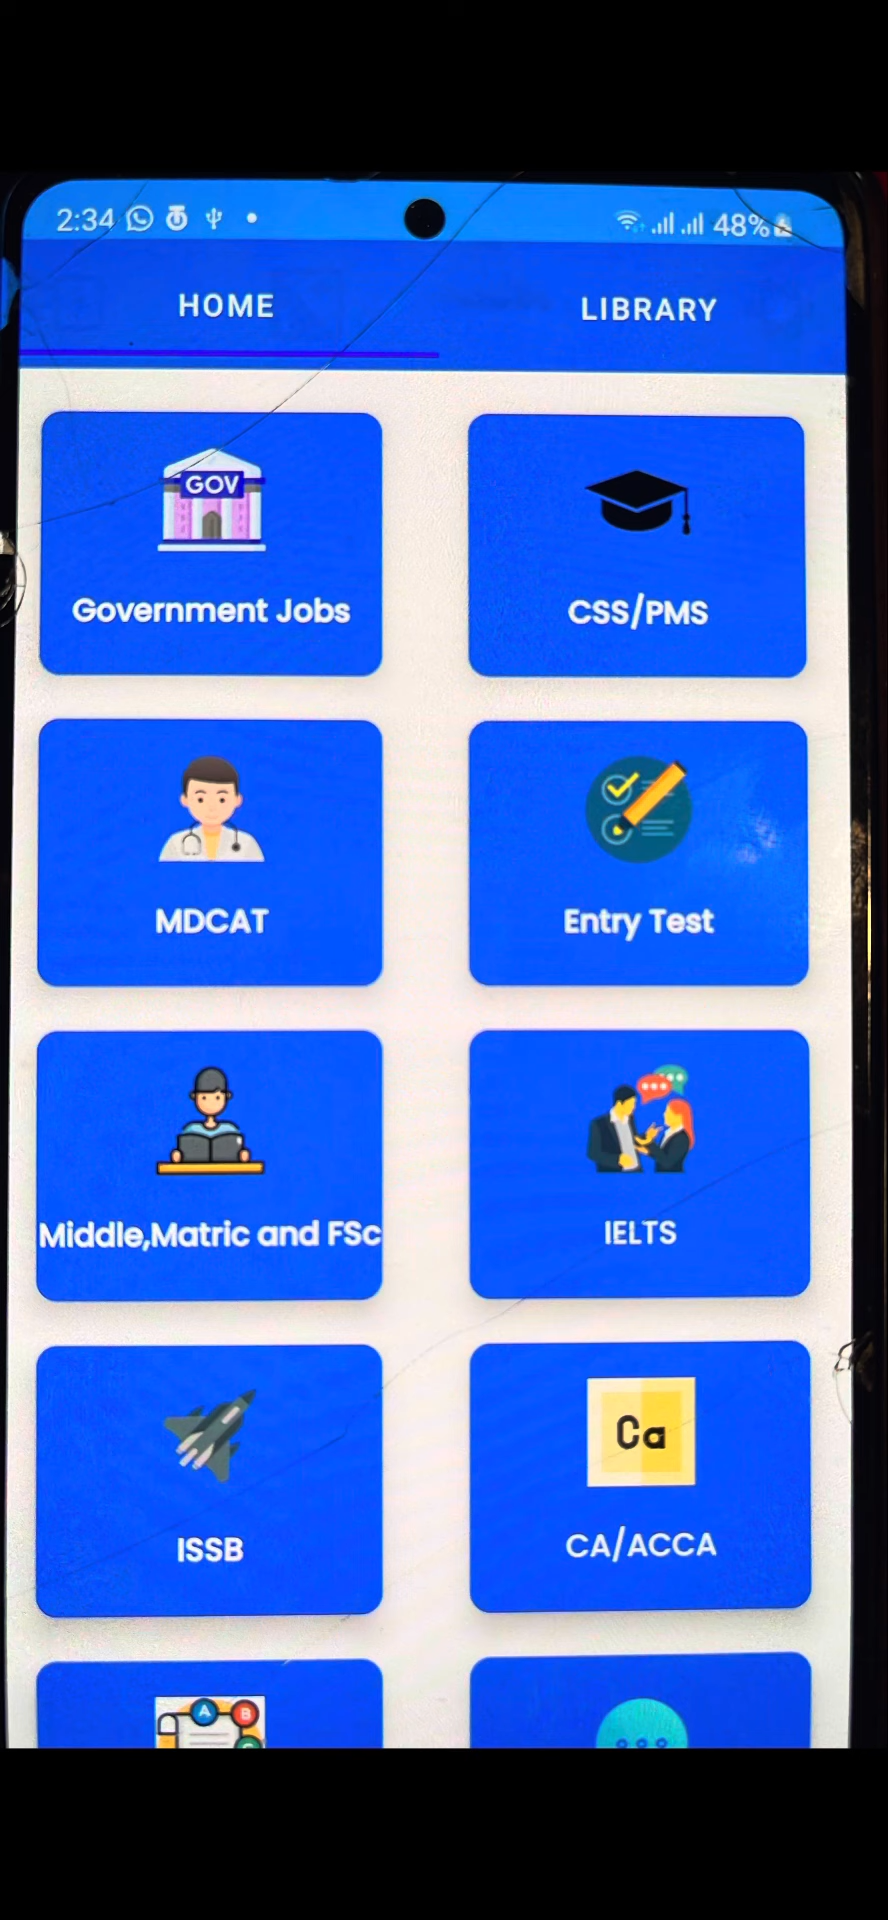 2:34 48%
HOME LIBRARY
GOV
Government Jobs
CSS/PMS
MDCAT
Entry Test
Middle,Matric and FSc
IELTS
ISSB
Ca
CA/ACCA
A B